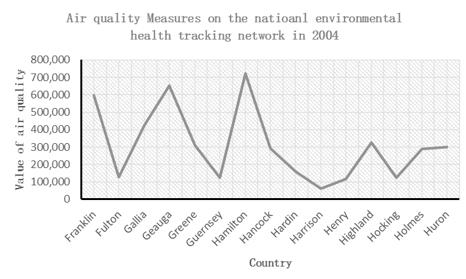 Air quality Measures on the natioanl environmental
health tracking network in 2004
Value of air quality
800,000
700,000
600,000
500,000
400,000
300,000
200,000
100,000
0
Franklin
Fulton
Gallia
Geauga
Greene
Guernsey
Hamilton
Hancock
Hardin
Harrison
Henry
Highland
Hocking
Holmes
Huron
Country